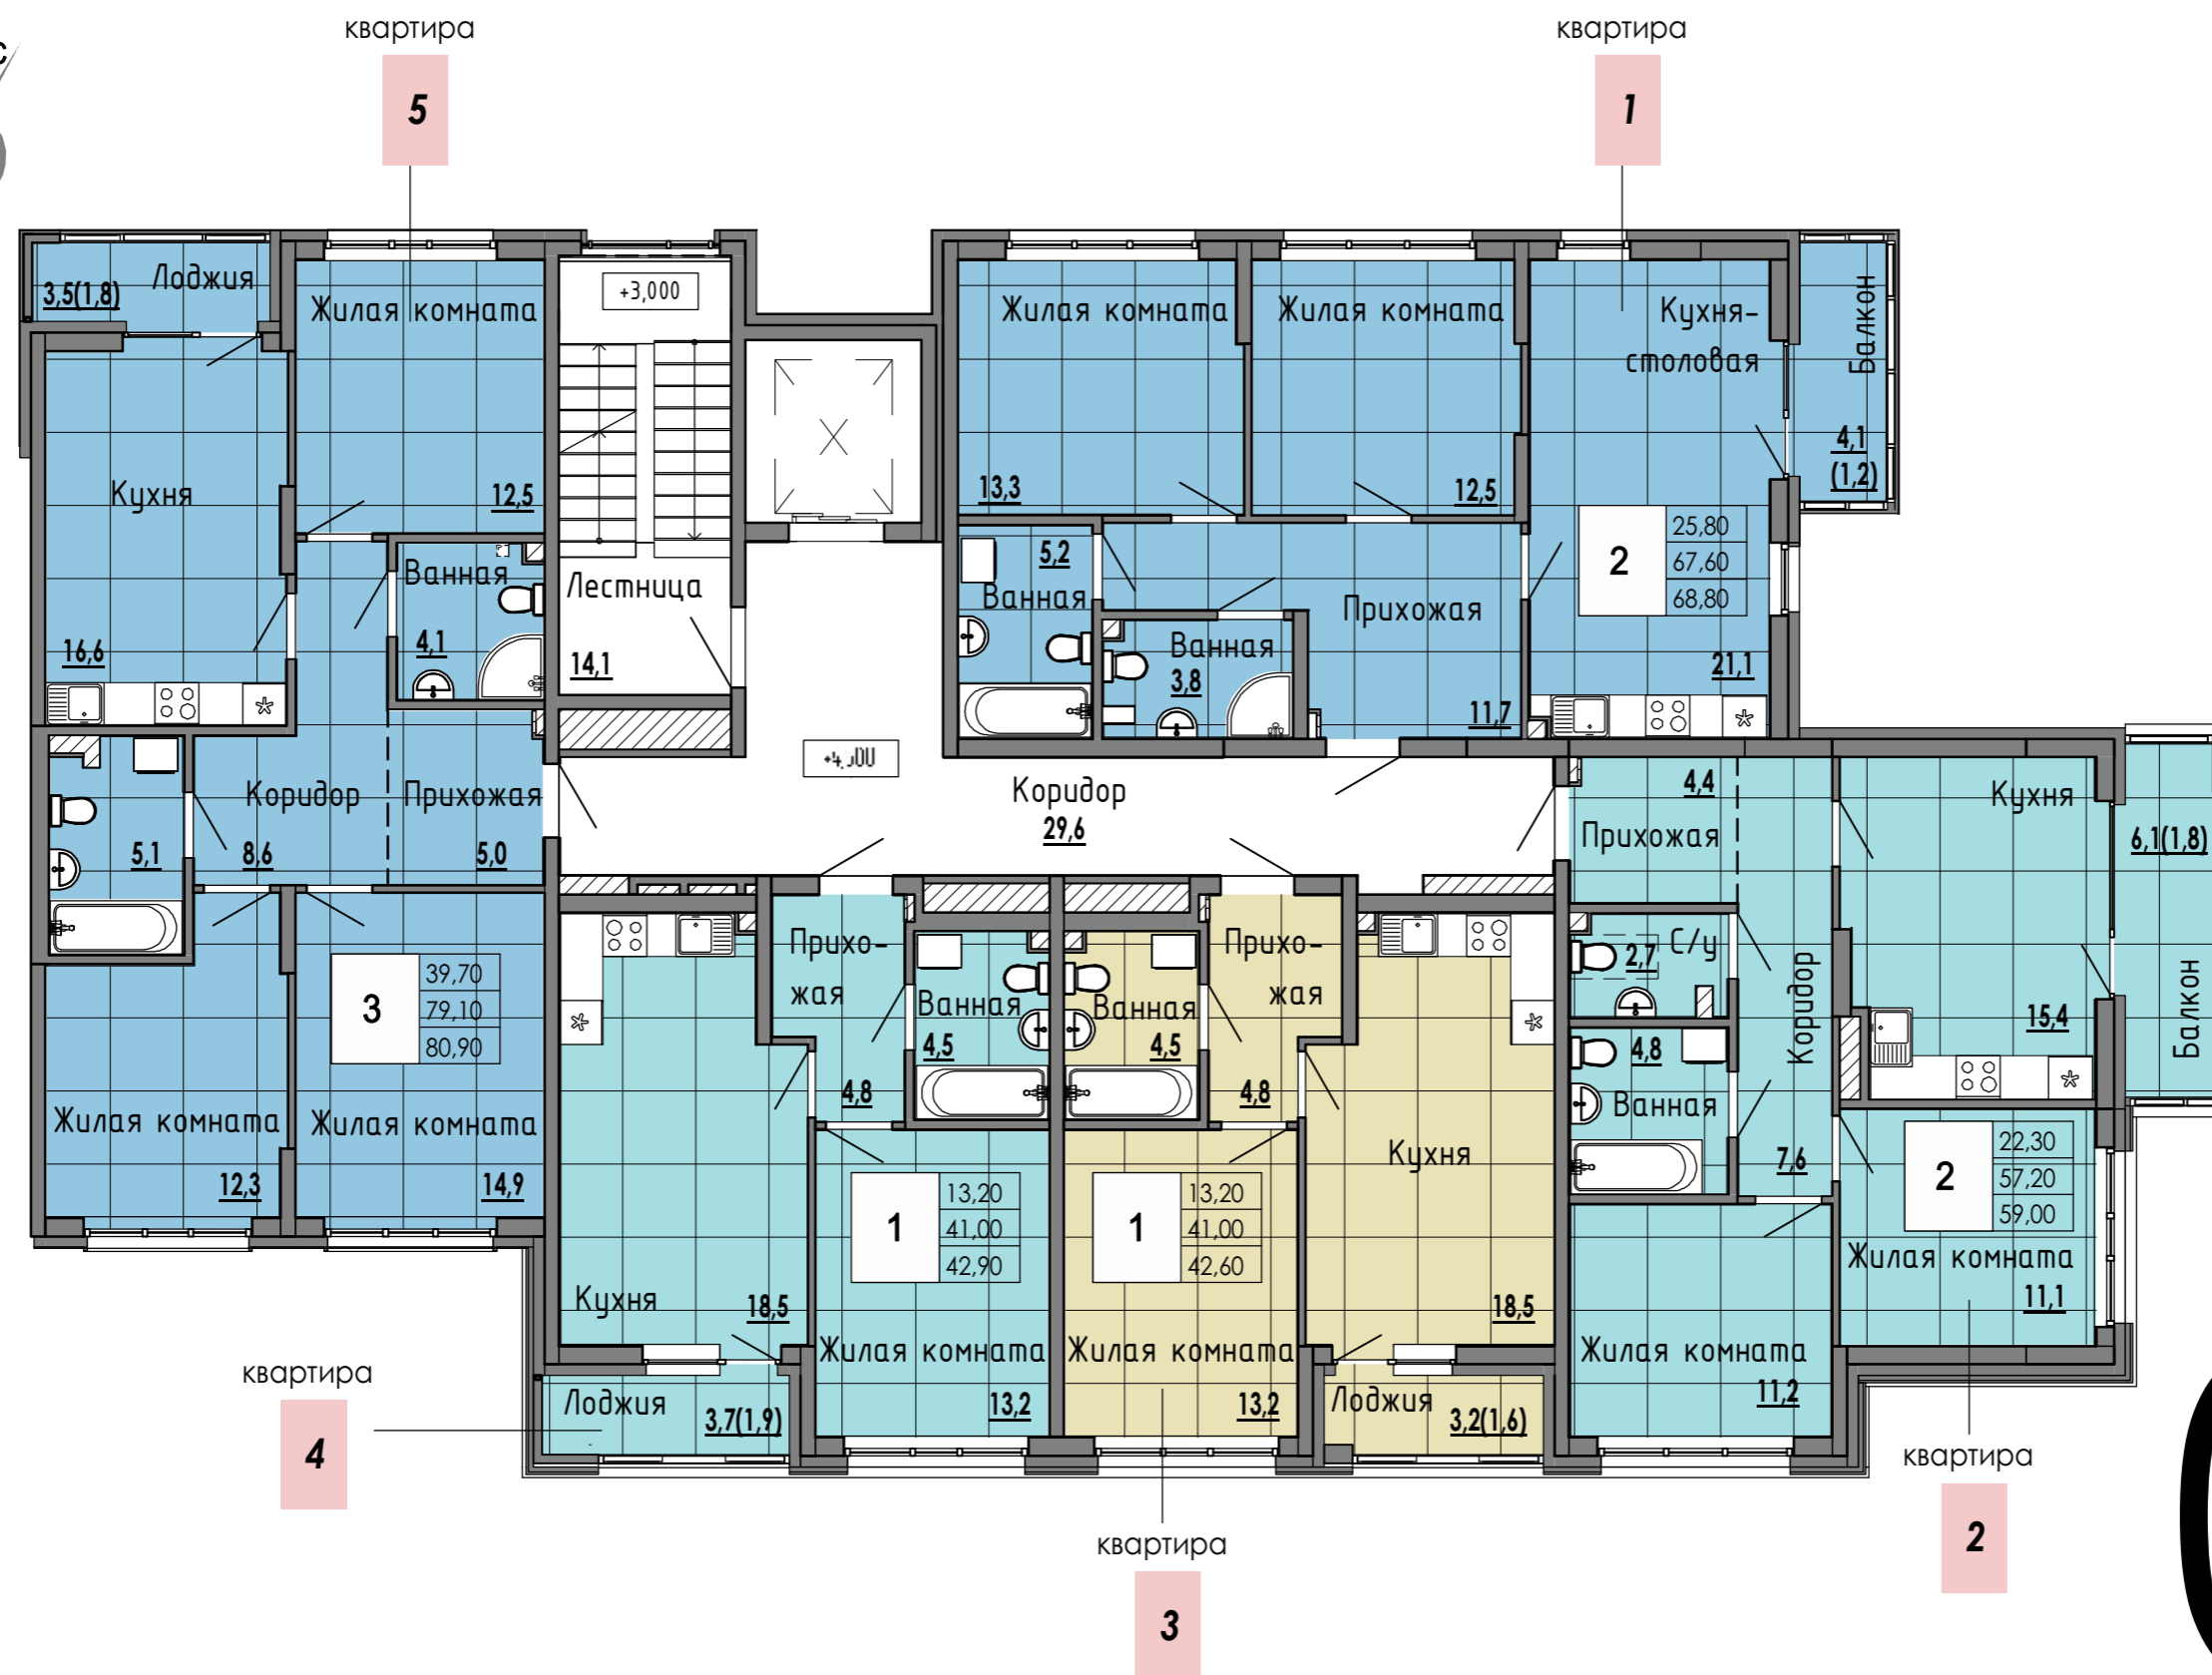 с
квартира
5
квартира
1
Лоджия
3,5(1,8)
Жилая комната
12,5
Кухня
16,6
Ванная
4,1
+3,000
Лестница
14,1
Жилая комната
13,3
Жилая комната
12,5
Кухня-
столовая
21,1
2
25,80
67,60
68,80
Балкон
4,1
(1,2)
5,2
Ванная
Ванная
3,8
Прихожая
11,7
5,1
Коридор
8,6
Прихожая
5,0
Коридор
29,6
4,4
Прихожая
Кухня
15,4
6,1(1,8)
Балкон
С/у
2,7
4,8
Ванная
Коридор
7,6
3
39,70
79,10
80,90
Жилая комната
12,3
Жилая комната
14,9
Прихо-
жая
4,8
Ванная
4,5
Ванная
4,5
Прихо-
жая
4,8
Кухня
18,5
1
13,20
41,00
42,90
Жилая комната
13,2
1
13,20
41,00
42,60
Жилая комната
13,2
Кухня
18,5
2
22,30
57,20
59,00
Жилая комната
11,1
Жилая комната
11,2
Лоджия
3,7(1,9)
Лоджия
3,2(1,6)
квартира
4
квартира
3
квартира
2